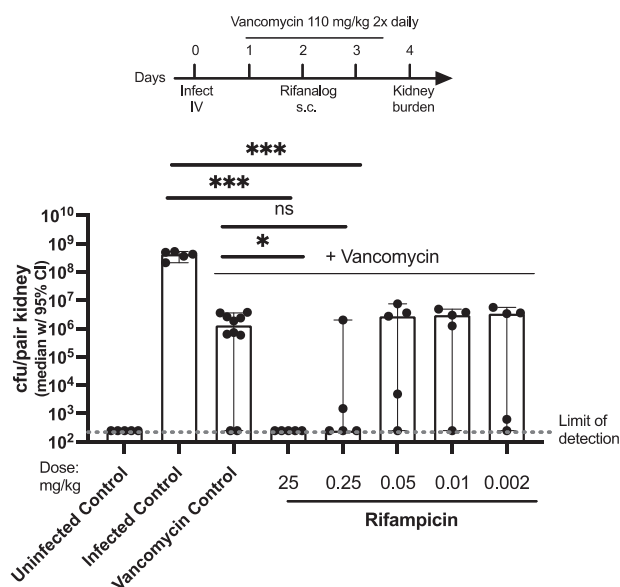 Vancomycin 110 mg/kg 2x daily
0 1 2 3 4
Days
Infect
IV
Rifanalog
s.c.
Kidney
burden
***
***
ns
*
+ Vancomycin
cfu/pair kidney
(median w/ 95% CI)
10^10
10^9
10^8
10^7
10^6
10^5
10^4
10^3
10^2
Limit of
detection
Dose:
mg/kg
25 0.25 0.05 0.01 0.002
Uninfected Control
Infected Control
Vancomycin Control
Rifampicin